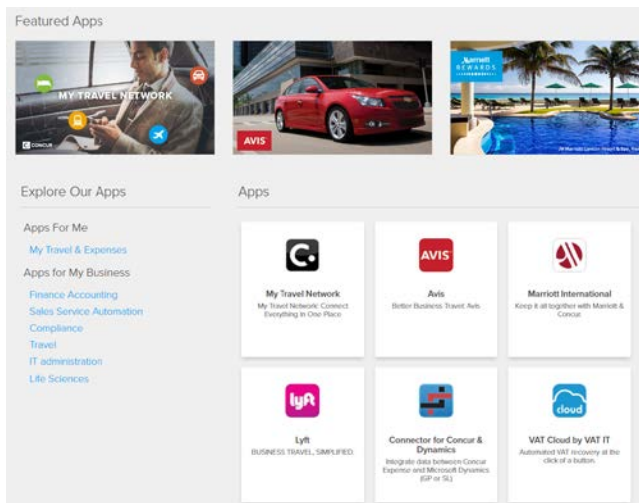 Featured Apps
MY TRAVEL NETWORK
C. CONCUR
AVIS
Marriott
REWARDS
Explore Our Apps
Apps
Apps For Me
My Travel & Expenses
Apps for My Business
Finance Accounting
Sales Service Automation
Compliance
Travel
IT administration
Life Sciences
C.
My Travel Network
My Travel Network: Connect
Everything In One Place
AVIS
Avis
Better Business Travel. Avis.
Marriott International
Keep it all together with Marriott &
Concur.
lyft
Lyft
BUSINESS TRAVEL, SIMPLIFIED.
Connector for Concur &
Dynamics
Integrate data between Concur
Expense and Microsoft Dynamics
(GP or SL)
cloud
VAT Cloud by VAT IT
Automated VAT recovery at the
click of a button.